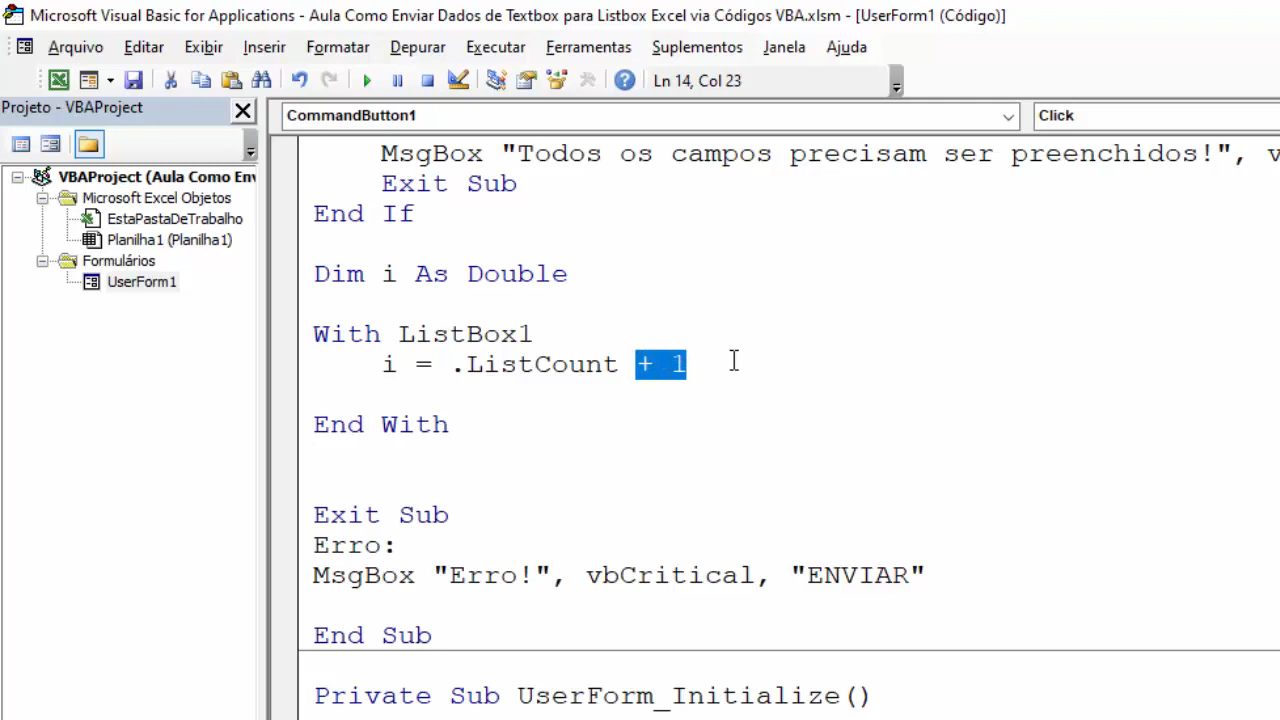 Microsoft Visual Basic for Applications - Aula Como Enviar Dados de Textbox para Listbox Excel via Códigos VBA.xlsm - [UserForm1 (Código)]
Arquivo Editar Exibir Inserir Formatar Depurar Executar Ferramentas Suplementos Janela Ajuda
Ln 14, Col 23
Projeto - VBAProject
CommandButton1 Click
VBAProject (Aula Como Env
Microsoft Excel Objetos
EstaPastaDeTrabalho
Planilha1 (Planilha1)
Formulários
UserForm1
MsgBox "Todos os campos precisam ser preenchidos!", v
Exit Sub
End If
Dim i As Double
With ListBox1
i = .ListCount + 1
End With
Exit Sub
Erro:
MsgBox "Erro!", vbCritical, "ENVIAR"
End Sub
Private Sub UserForm_Initialize()